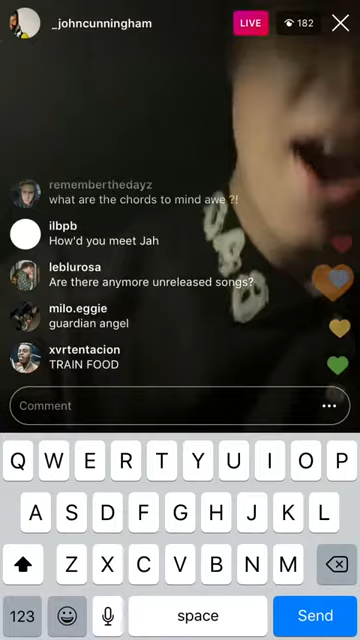 _johncunningham
LIVE
182
rememberthedayz
what are the chords to mind awe ?!
ilbpb
How'd you meet Jah
leblurosa
Are there anymore unreleased songs?
milo.eggie
guardian angel
xvrtentacion
TRAIN FOOD
Comment
Q W E R T Y U I O P
A S D F G H J K L
Z X C V B N M
123 space Send